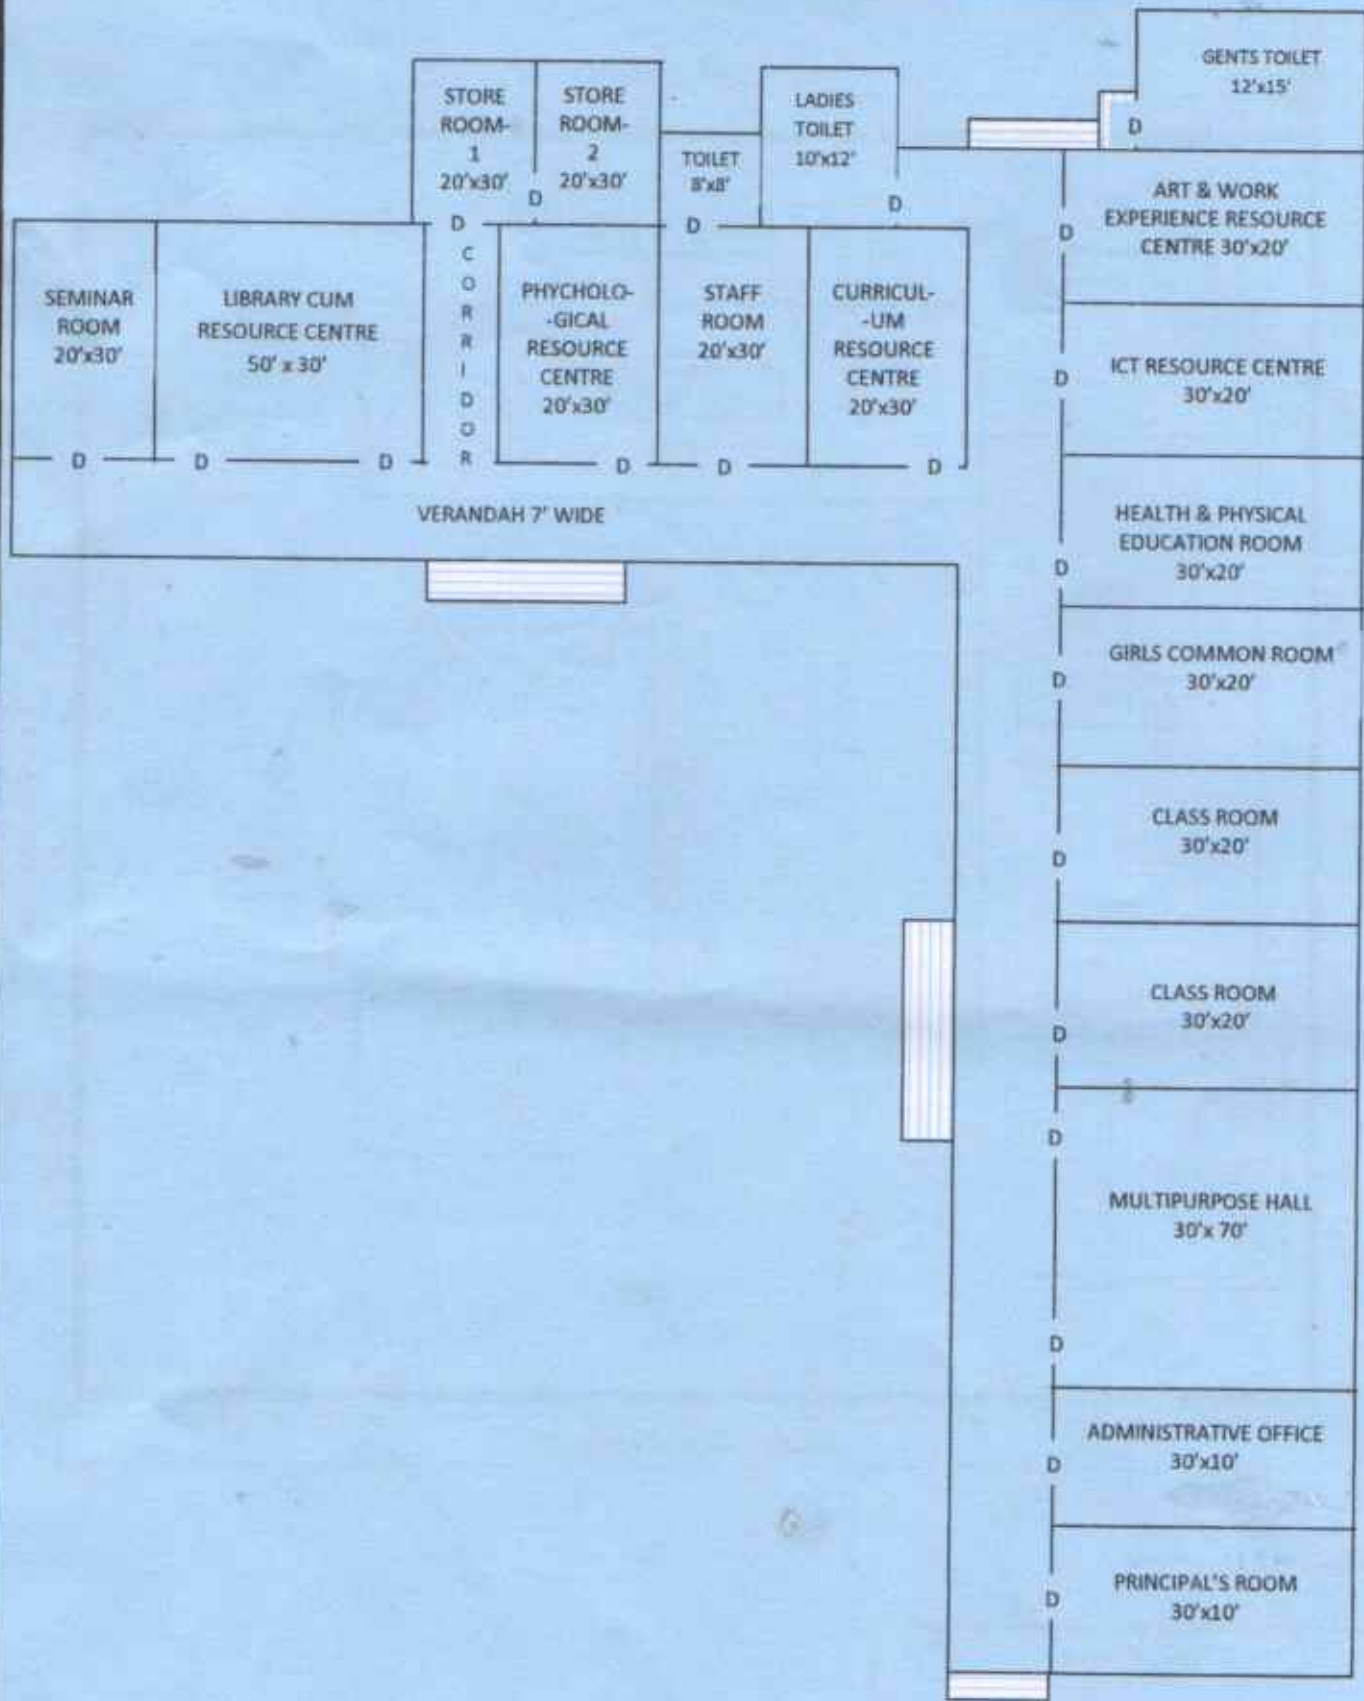 GENTS TOILET
12'x15'
D
STORE
ROOM-
1
20'x30'
STORE
ROOM-
2
20'x30'
D
TOILET
8'x8'
LADIES
TOILET
10'x12'
D
D
D
SEMINAR
ROOM
20'x30'
D
LIBRARY CUM
RESOURCE CENTRE
50' x 30'
D
D
C
O
R
R
I
D
O
R
PHYCHOLO-
-GICAL
RESOURCE
CENTRE
20'x30'
D
STAFF
ROOM
20'x30'
D
CURRICUL-
-UM
RESOURCE
CENTRE
20'x30'
D
VERANDAH 7' WIDE
ART & WORK
EXPERIENCE RESOURCE
CENTRE 30'x20'
D
ICT RESOURCE CENTRE
30'x20'
D
HEALTH & PHYSICAL
EDUCATION ROOM
30'x20'
D
GIRLS COMMON ROOM
30'x20'
D
CLASS ROOM
30'x20'
D
CLASS ROOM
30'x20'
D
D
MULTIPURPOSE HALL
30'x 70'
D
ADMINISTRATIVE OFFICE
30'x10'
D
PRINCIPAL'S ROOM
30'x10'
D